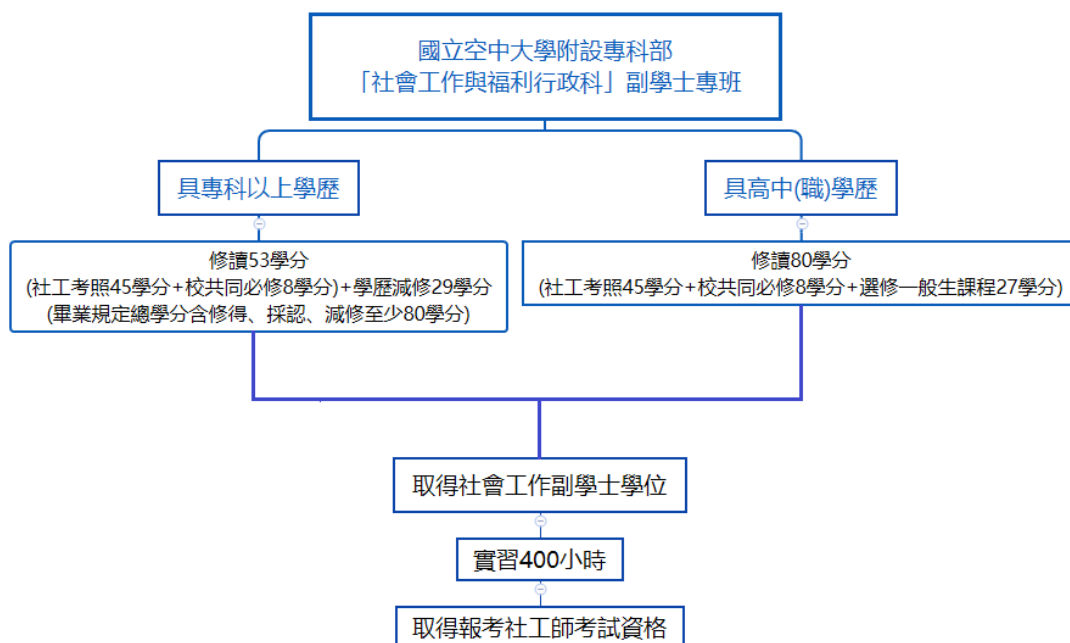 國立空中大學附設專科部
「社會工作與福利行政科」副學士專班
具專科以上學歷
具高中(職)學歷
修讀53學分
(社工考照45學分+校共同必修8學分)+學歷減修29學分
(畢業規定總學分含修得、採認、減修至少80學分)
修讀80學分
(社工考照45學分+校共同必修8學分+選修一般生課程27學分)
取得社會工作副學士學位
實習400小時
取得報考社工師考試資格